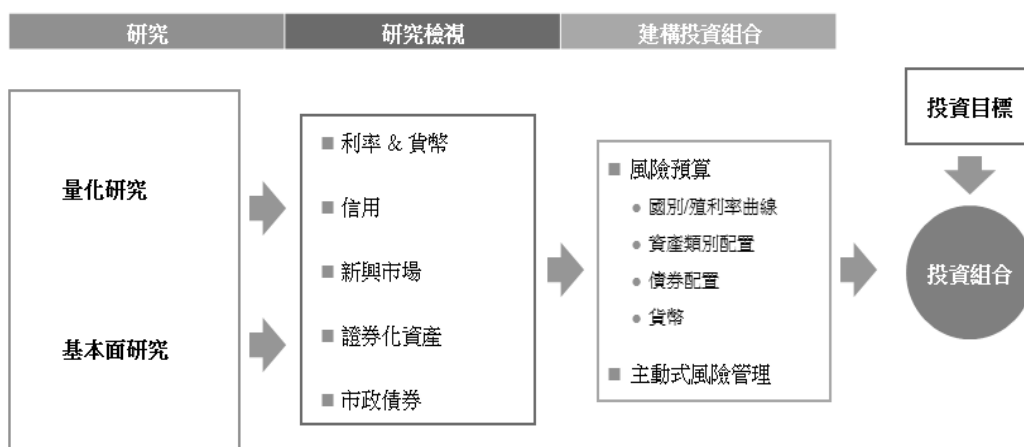 研究
研究檢視
建構投資組合
量化研究
基本面研究
利率 & 貨幣
信用
新興市場
證券化資產
市政債券
風險預算
國別/殖利率曲線
資產類別配置
債券配置
貨幣
主動式風險管理
投資目標
投資組合